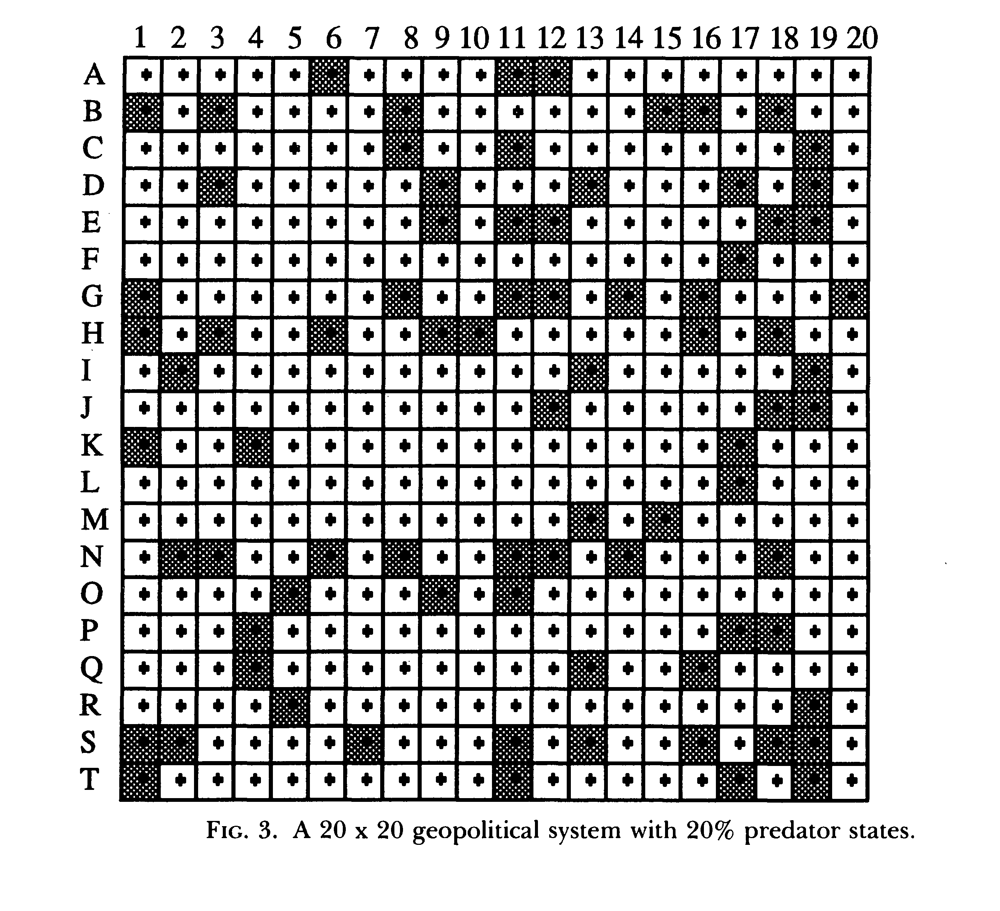 1 2 3 4 5 6 7 8 9 10 11 12 13 14 15 16 17 18 19 20
A
B
C
D
E
F
G
H
I
J
K
L
M
N
O
P
Q
R
S
T
FIG. 3. A 20 x 20 geopolitical system with 20% predator states.